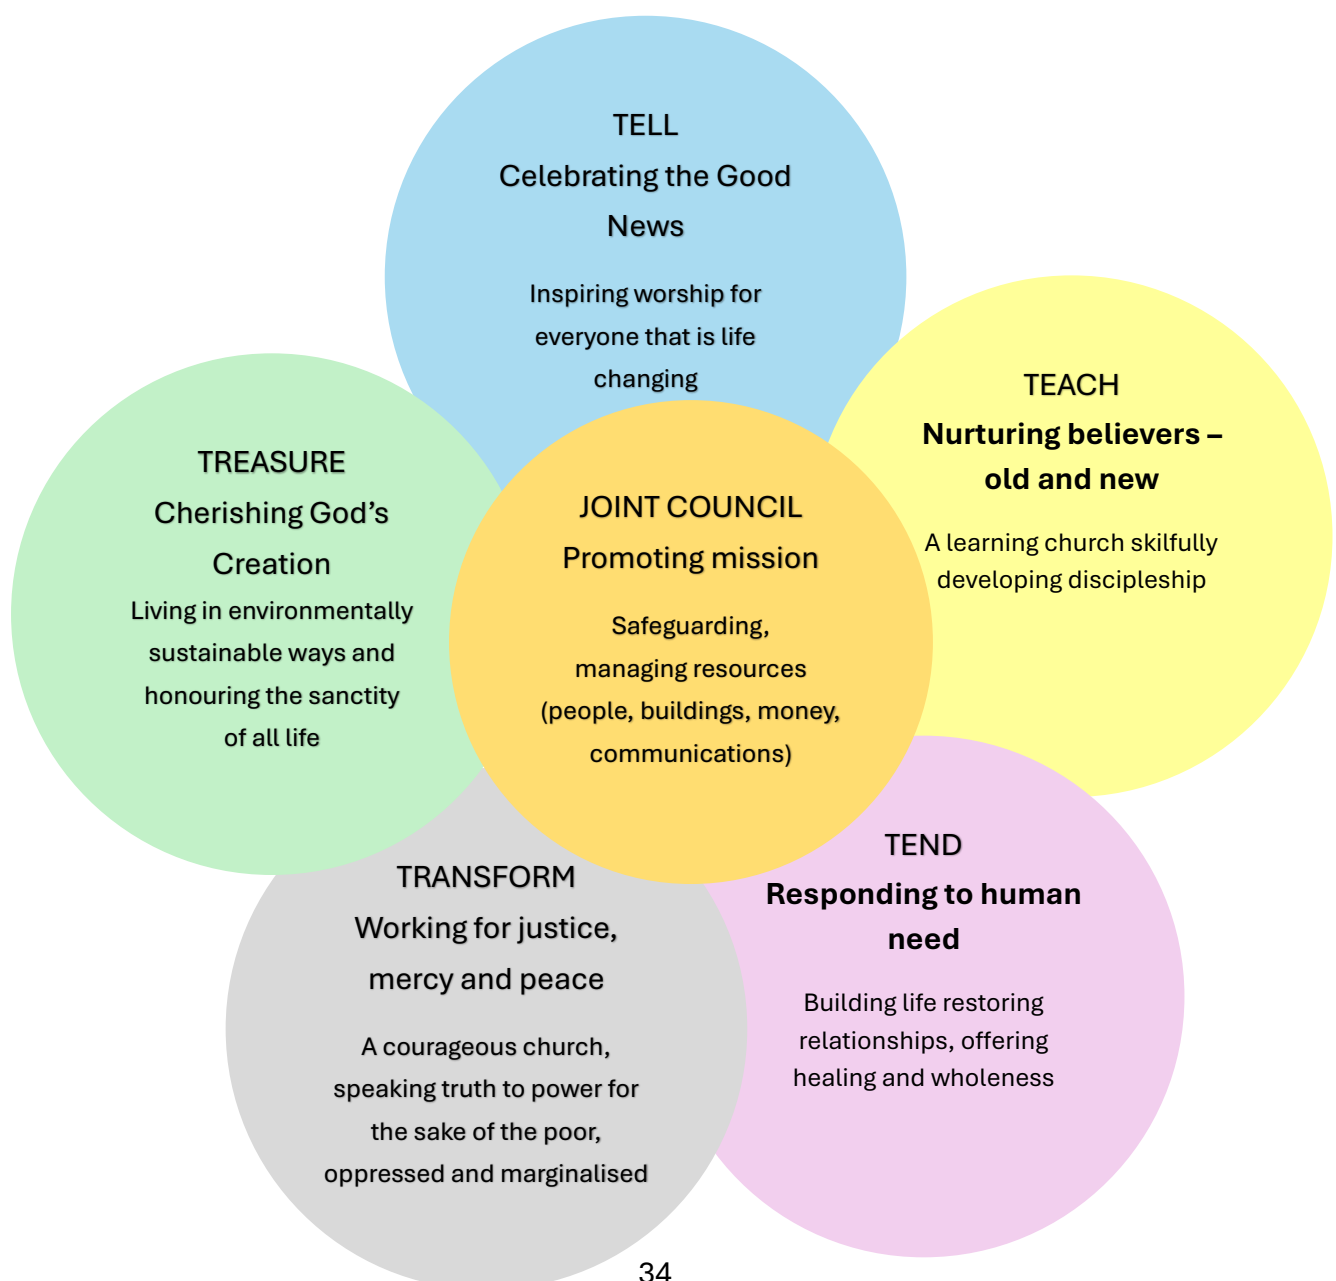 TELL
Celebrating the Good
News
Inspiring worship for
everyone that is life
changing
TEACH
Nurturing believers –
old and new
A learning church skilfully
developing discipleship
TREASURE
Cherishing God’s
Creation
Living in environmentally
sustainable ways and
honouring the sanctity
of all life
JOINT COUNCIL
Promoting mission
Safeguarding,
managing resources
(people, buildings, money,
communications)
TEND
Responding to human
need
Building life restoring
relationships, offering
healing and wholeness
TRANSFORM
Working for justice,
mercy and peace
A courageous church,
speaking truth to power for
the sake of the poor,
oppressed and marginalised
34